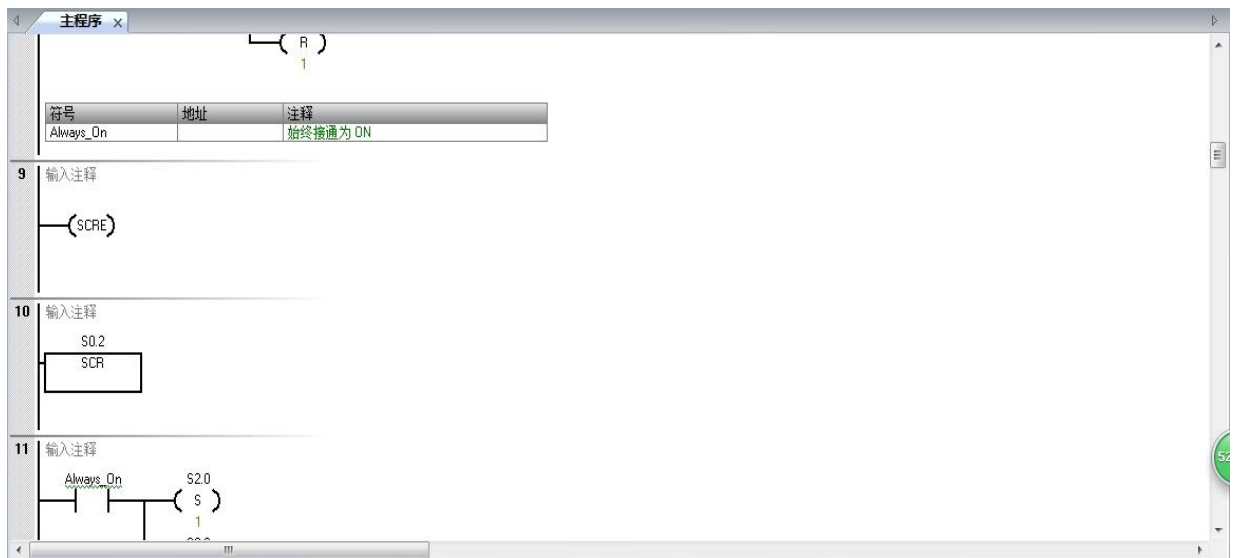 主程序
R
1
符号 地址 注释
Always_On 始终接通为 ON
9 输入注释
SCRE
10 输入注释
S0.2
SCR
11 输入注释
Always_On S2.0
S
1
52